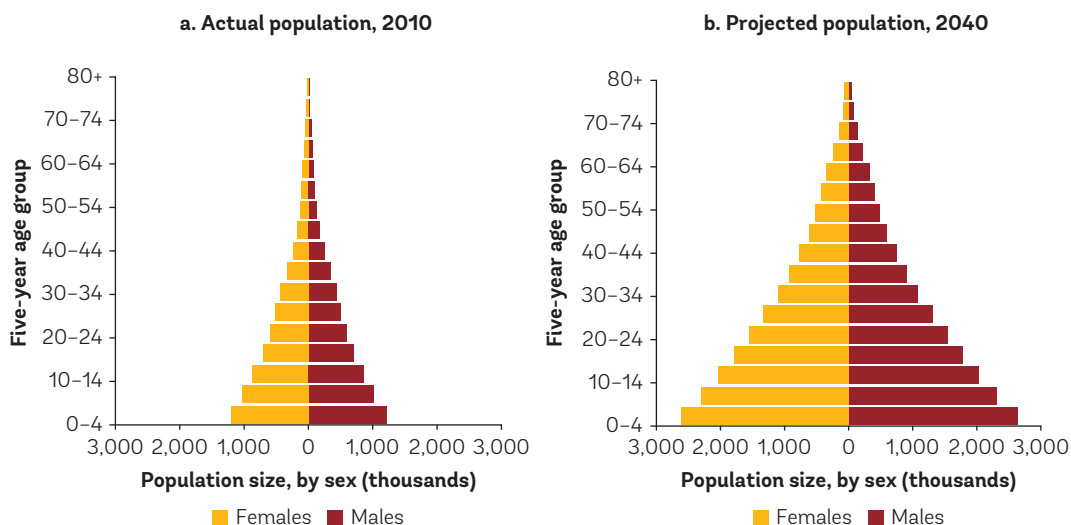 a. Actual population, 2010
Five-year age group
80+
70–74
60–64
50–54
40–44
30–34
20–24
10–14
0–4
3,000 2,000 1,000 0 1,000 2,000 3,000
Population size, by sex (thousands)
Females Males
b. Projected population, 2040
Five-year age group
80+
70–74
60–64
50–54
40–44
30–34
20–24
10–14
0–4
3,000 2,000 1,000 0 1,000 2,000 3,000
Population size, by sex (thousands)
Females Males